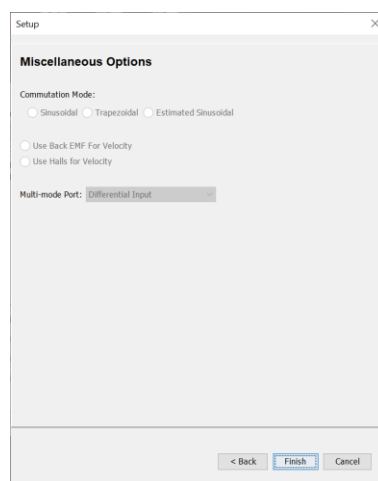 Setup
Miscellaneous Options
Commutation Mode:
Sinusoidal Trapezoidal Estimated Sinusoidal
Use Back EMF For Velocity
Use Halls for Velocity
Multi-mode Port: Differential Input
< Back Finish Cancel